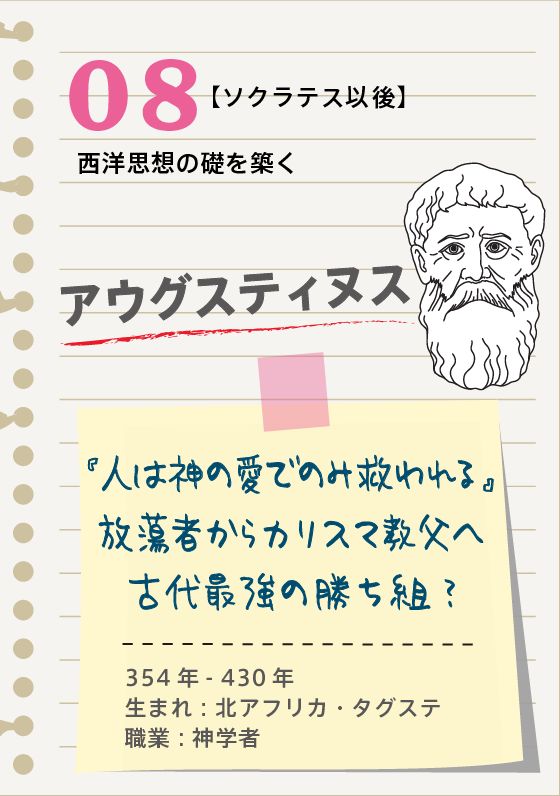 08【ソクラテス以後】
西洋思想の礎を築く
アウグスティヌス
『人は神の愛でのみ救われる』
放蕩者からカリスマ教父へ
古代最強の勝ち組？
354年-430年
生まれ：北アフリカ・タグステ
職業：神学者